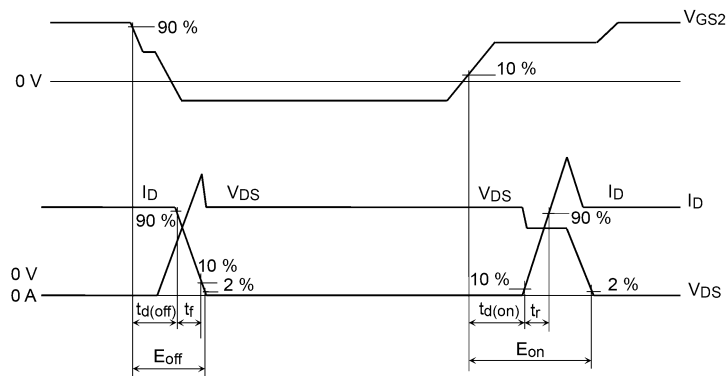 90 %
VGS2
10 %
0 V
ID
VDS
VDS
ID
ID
90 %
90 %
0 V
10 %
10 %
2 %
2 %
0 A
VDS
td(off)
tf
td(on)
tr
Eoff
Eon